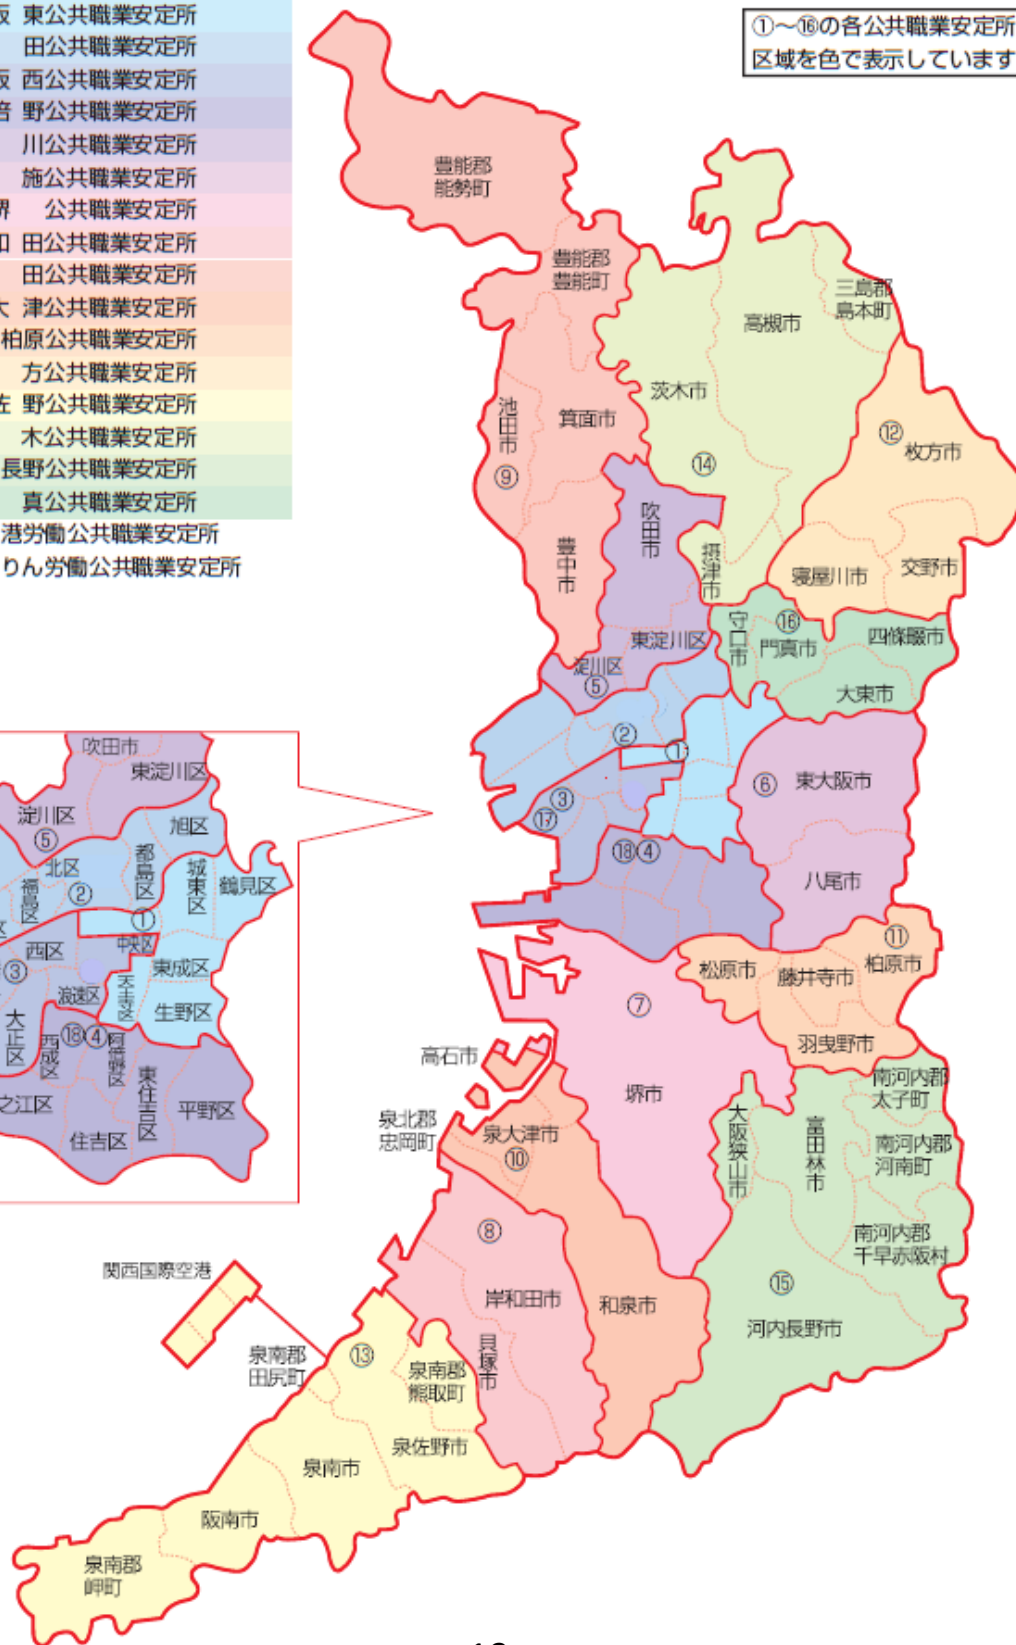 阪 東公共職業安定所
田公共職業安定所
阪 西公共職業安定所
倍 野公共職業安定所
川公共職業安定所
施公共職業安定所
堺 公共職業安定所
和 田公共職業安定所
田公共職業安定所
大 津公共職業安定所
柏原公共職業安定所
方公共職業安定所
佐 野公共職業安定所
木公共職業安定所
長野公共職業安定所
真公共職業安定所
港労働公共職業安定所
りん労働公共職業安定所
①〜⑯の各公共職業安定所
区域を色で表示しています
豊能郡
能勢町
豊能郡
豊能町
三島郡
島本町
高槻市
茨木市
池田市
箕面市
⑨
⑭
⑫
枚方市
吹田市
豊中市
摂津市
寝屋川市
交野市
守口市
⑯
門真市
四條畷市
東淀川区
淀川区
⑤
大東市
②
①
③
⑰
⑥
東大阪市
⑱④
八尾市
吹田市
東淀川区
淀川区
⑤
旭区
北区
都島区
城東区
鶴見区
福島区
②
①
区
西区
中央区
③
東成区
浪速区
天王寺区
生野区
大正区
西成区
⑱④
阿倍野区
東住吉区
之江区
住吉区
平野区
⑪
松原市
藤井寺市
柏原市
⑦
羽曳野市
高石市
堺市
南河内郡
太子町
泉北郡
忠岡町
泉大津市
⑩
大阪狭山市
富田林市
南河内郡
河南町
⑧
南河内郡
千早赤阪村
関西国際空港
⑮
岸和田市
和泉市
河内長野市
貝塚市
泉南郡
田尻町
⑬
泉南郡
熊取町
泉佐野市
泉南市
阪南市
泉南郡
岬町